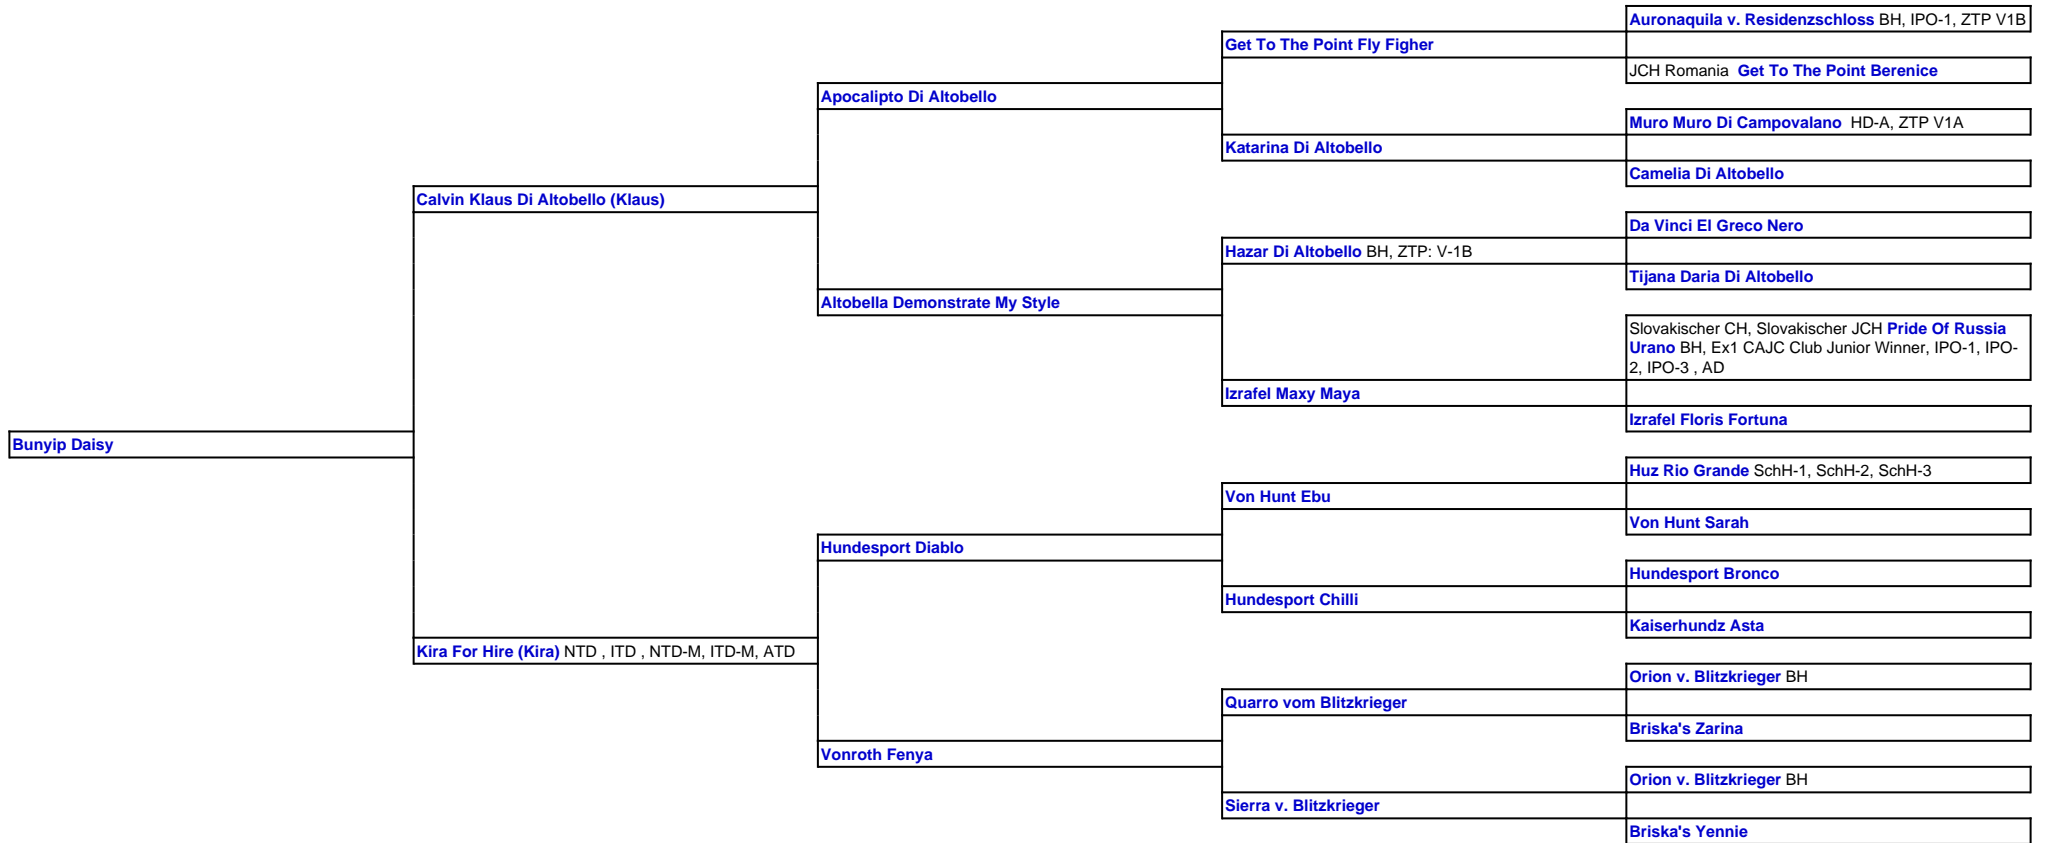 Auronaquila v. Residenzschloss BH, IPO-1, ZTP V1B
Get To The Point Fly Figher
JCH Romania  Get To The Point Berenice
Apocalipto Di Altobello
Muro Muro Di Campovalano  HD-A, ZTP V1A
Katarina Di Altobello
Camelia Di Altobello
Calvin Klaus Di Altobello (Klaus)
Da Vinci El Greco Nero
Hazar Di Altobello BH, ZTP: V-1B
Tijana Daria Di Altobello
Altobella Demonstrate My Style
Slovakischer CH, Slovakischer JCH Pride Of Russia
Urano BH, Ex1 CAJC Club Junior Winner, IPO-1, IPO-
2, IPO-3 , AD
Izrafel Maxy Maya
Izrafel Floris Fortuna
Bunyip Daisy
Huz Rio Grande SchH-1, SchH-2, SchH-3
Von Hunt Ebu
Von Hunt Sarah
Hundesport Diablo
Hundesport Bronco
Hundesport Chilli
Kaiserhundz Asta
Kira For Hire (Kira) NTD , ITD , NTD-M, ITD-M, ATD
Orion v. Blitzkrieger BH
Quarro vom Blitzkrieger
Briska's Zarina
Vonroth Fenya
Orion v. Blitzkrieger BH
Sierra v. Blitzkrieger
Briska's Yennie